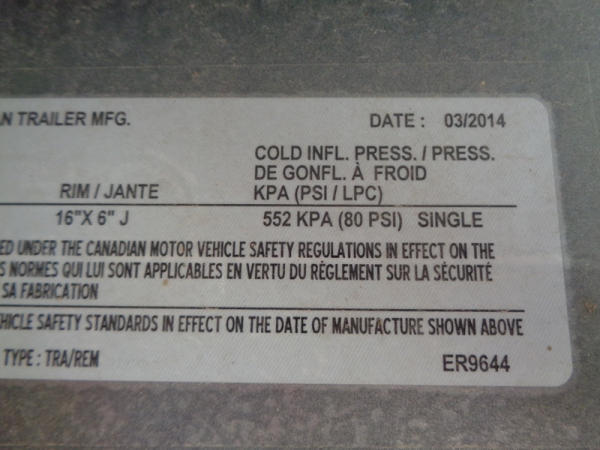 TRAILER MFG. DATE : 03/2014
COLD INFL. PRESS. / PRESS.
DE GONFL. À FROID
RIM / JANTE KPA (PSI / LPC)
16"X 6" J 552 KPA (80 PSI) SINGLE
UNDER THE CANADIAN MOTOR VEHICLE SAFETY REGULATIONS IN EFFECT ON THE
NORMES QUI LUI SONT APPLICABLES EN VERTU DU RÈGLEMENT SUR LA SÉCURITÉ
SA FABRICATION
SAFETY STANDARDS IN EFFECT ON THE DATE OF MANUFACTURE SHOWN ABOVE
TYPE : TRA/REM ER9644